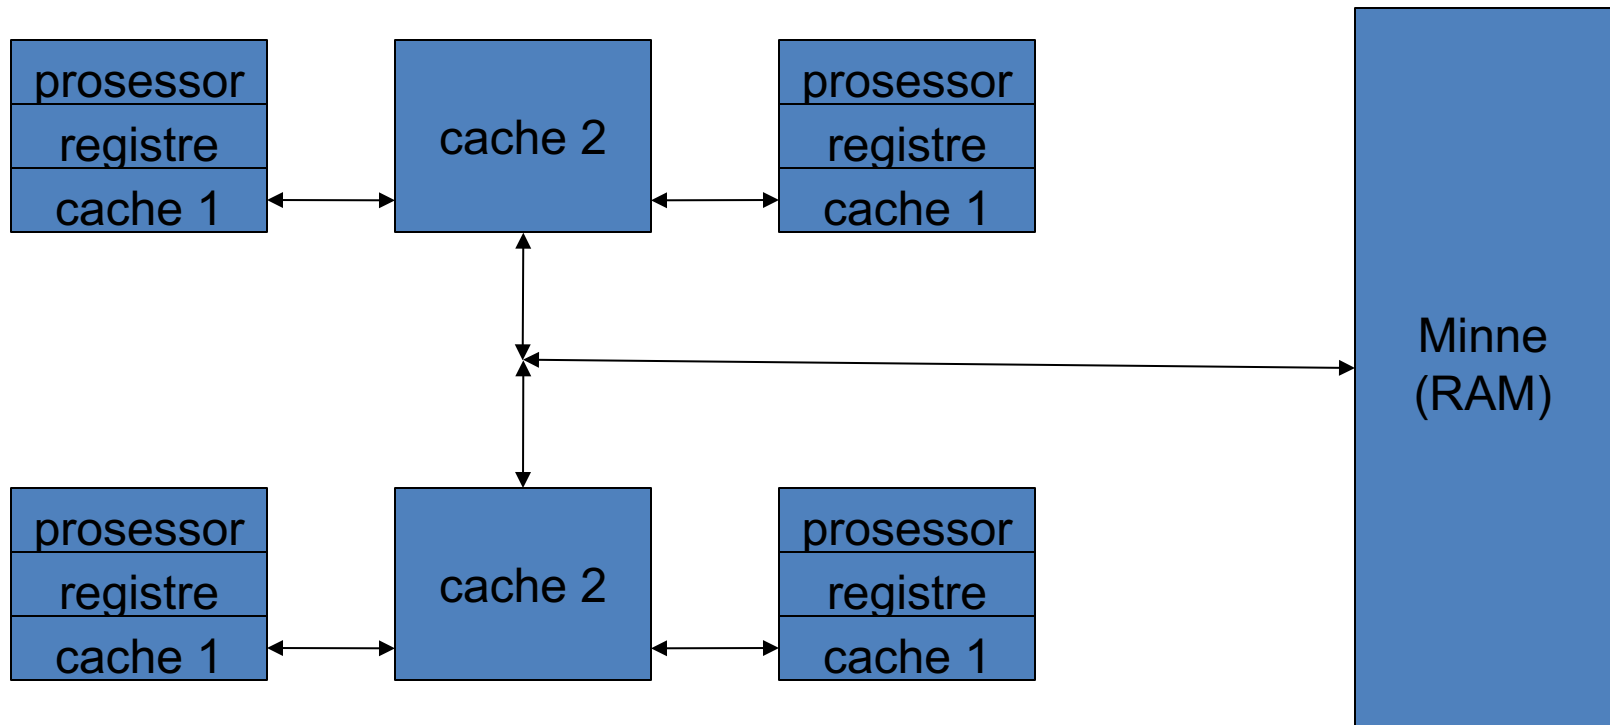 prosessor
registre
cache 1
cache 2
prosessor
registre
cache 1
Minne
(RAM)
prosessor
registre
cache 1
cache 2
prosessor
registre
cache 1